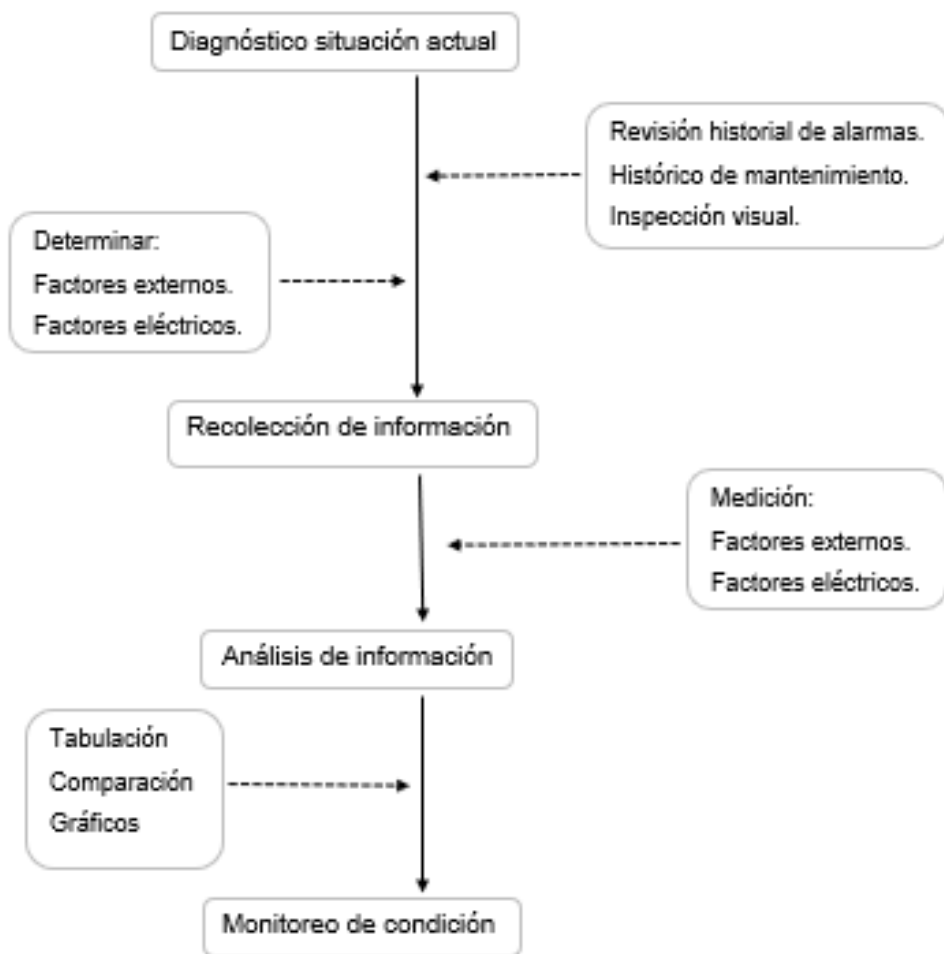 Diagnóstico situación actual
Revisión historial de alarmas.
Histórico de mantenimiento.
Inspección visual.
Determinar:
Factores externos.
Factores eléctricos.
Recolección de información
Medición:
Factores externos.
Factores eléctricos.
Análisis de información
Tabulación
Comparación
Gráficos
Monitoreo de condición